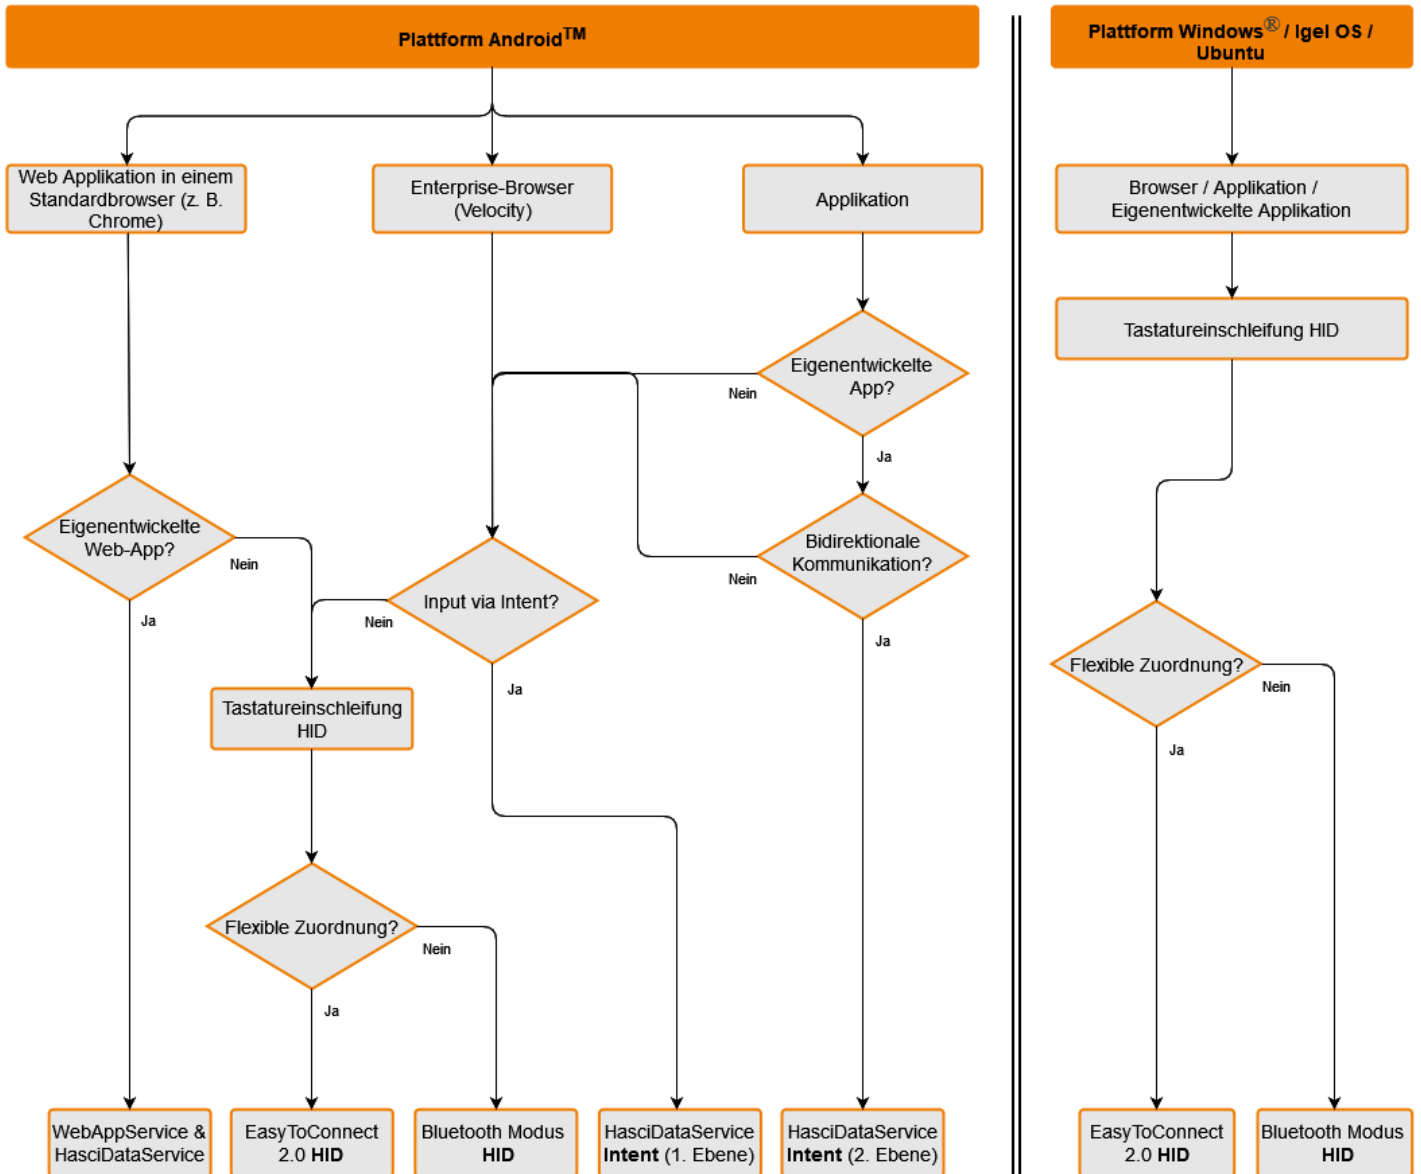 Plattform Android™
Plattform Windows® / Igel OS /
Ubuntu
Web Applikation in einem
Standardbrowser (z. B.
Chrome)
Enterprise-Browser
(Velocity)
Applikation
Browser / Applikation /
Eigenentwickelte Applikation
Tastatureinschleifung HID
Eigenentwickelte
App?
Nein
Ja
Eigenentwickelte
Web-App?
Nein
Ja
Bidirektionale
Kommunikation?
Nein
Ja
Input via Intent?
Nein
Ja
Flexible Zuordnung?
Nein
Ja
Tastatureinschleifung
HID
Flexible Zuordnung?
Nein
Ja
WebAppService &
HasciDataService
EasyToConnect
2.0 HID
Bluetooth Modus
HID
HasciDataService
Intent (1. Ebene)
HasciDataService
Intent (2. Ebene)
EasyToConnect
2.0 HID
Bluetooth Modus
HID